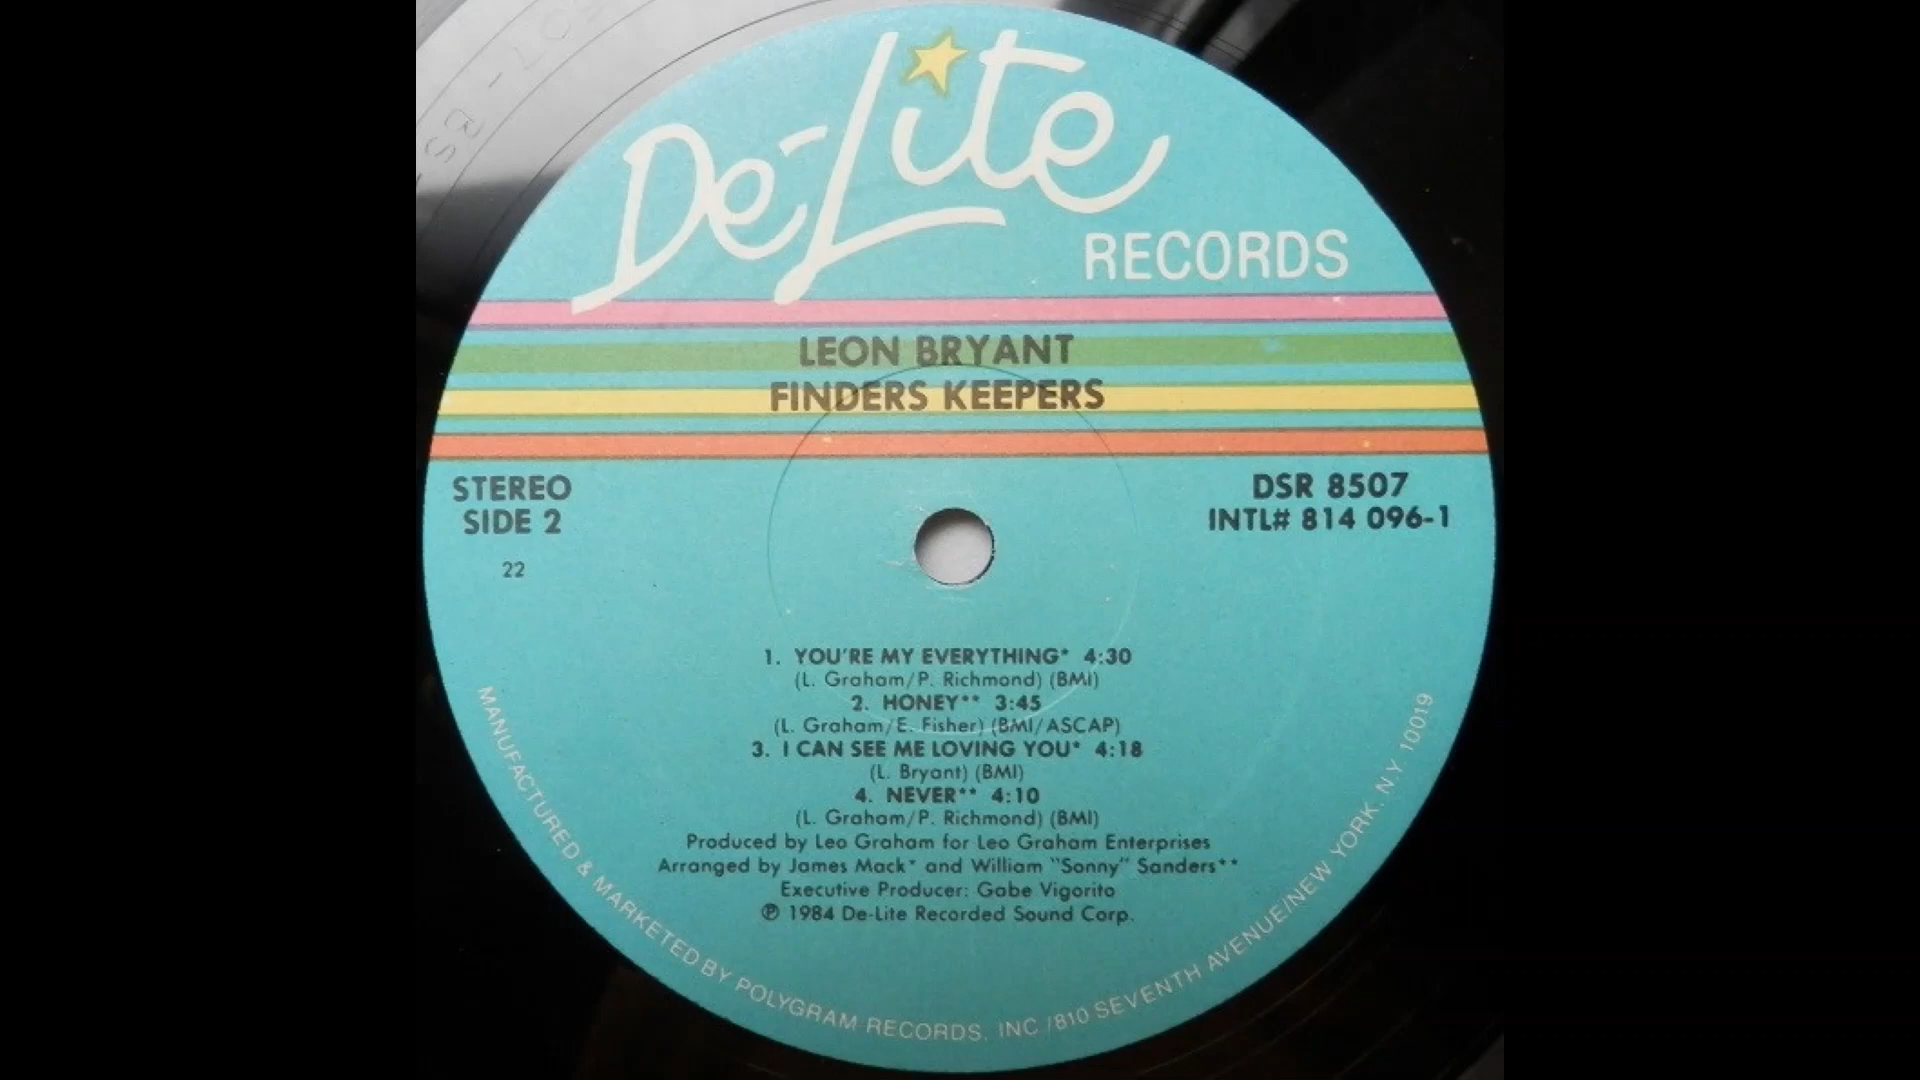 De-Lite
RECORDS
LEON BRYANT
FINDERS KEEPERS
STEREO
SIDE 2
22
DSR 8507
INTL# 814 096-1
1. YOU'RE MY EVERYTHING* 4:30
(L. Graham/P. Richmond) (BMI)
2. HONEY** 3:45
(L. Graham/E. Fisher) (BMI/ASCAP)
3. I CAN SEE ME LOVING YOU* 4:18
(L. Bryant) (BMI)
4. NEVER** 4:10
(L. Graham/P. Richmond) (BMI)
Produced by Leo Graham for Leo Graham Enterprises
Arranged by James Mack* and William "Sonny" Sanders**
Executive Producer: Gabe Vigorito
℗ 1984 De-Lite Recorded Sound Corp.
MANUFACTURED & MARKETED BY POLYGRAM RECORDS, INC /810 SEVENTH AVENUE/NEW YORK, N.Y. 10019